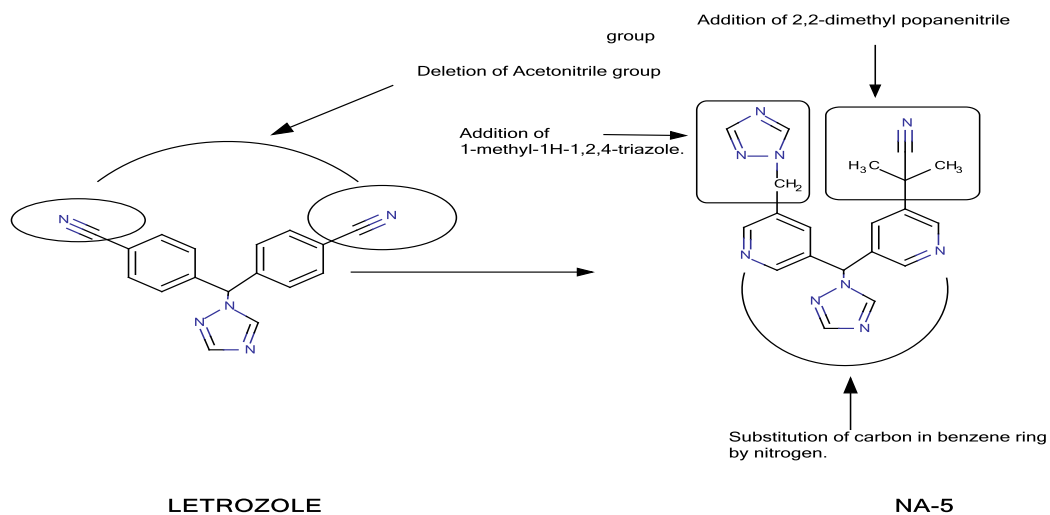 Addition of 2,2-dimethyl popanenitrile
group
Deletion of Acetonitrile group
Addition of
1-methyl-1H-1,2,4-triazole.
N
N
N
N
N
H3C
CH3
CH2
N
N
N
N
N
N
N
N
N
N
Substitution of carbon in benzene ring
by nitrogen.
LETROZOLE
NA-5